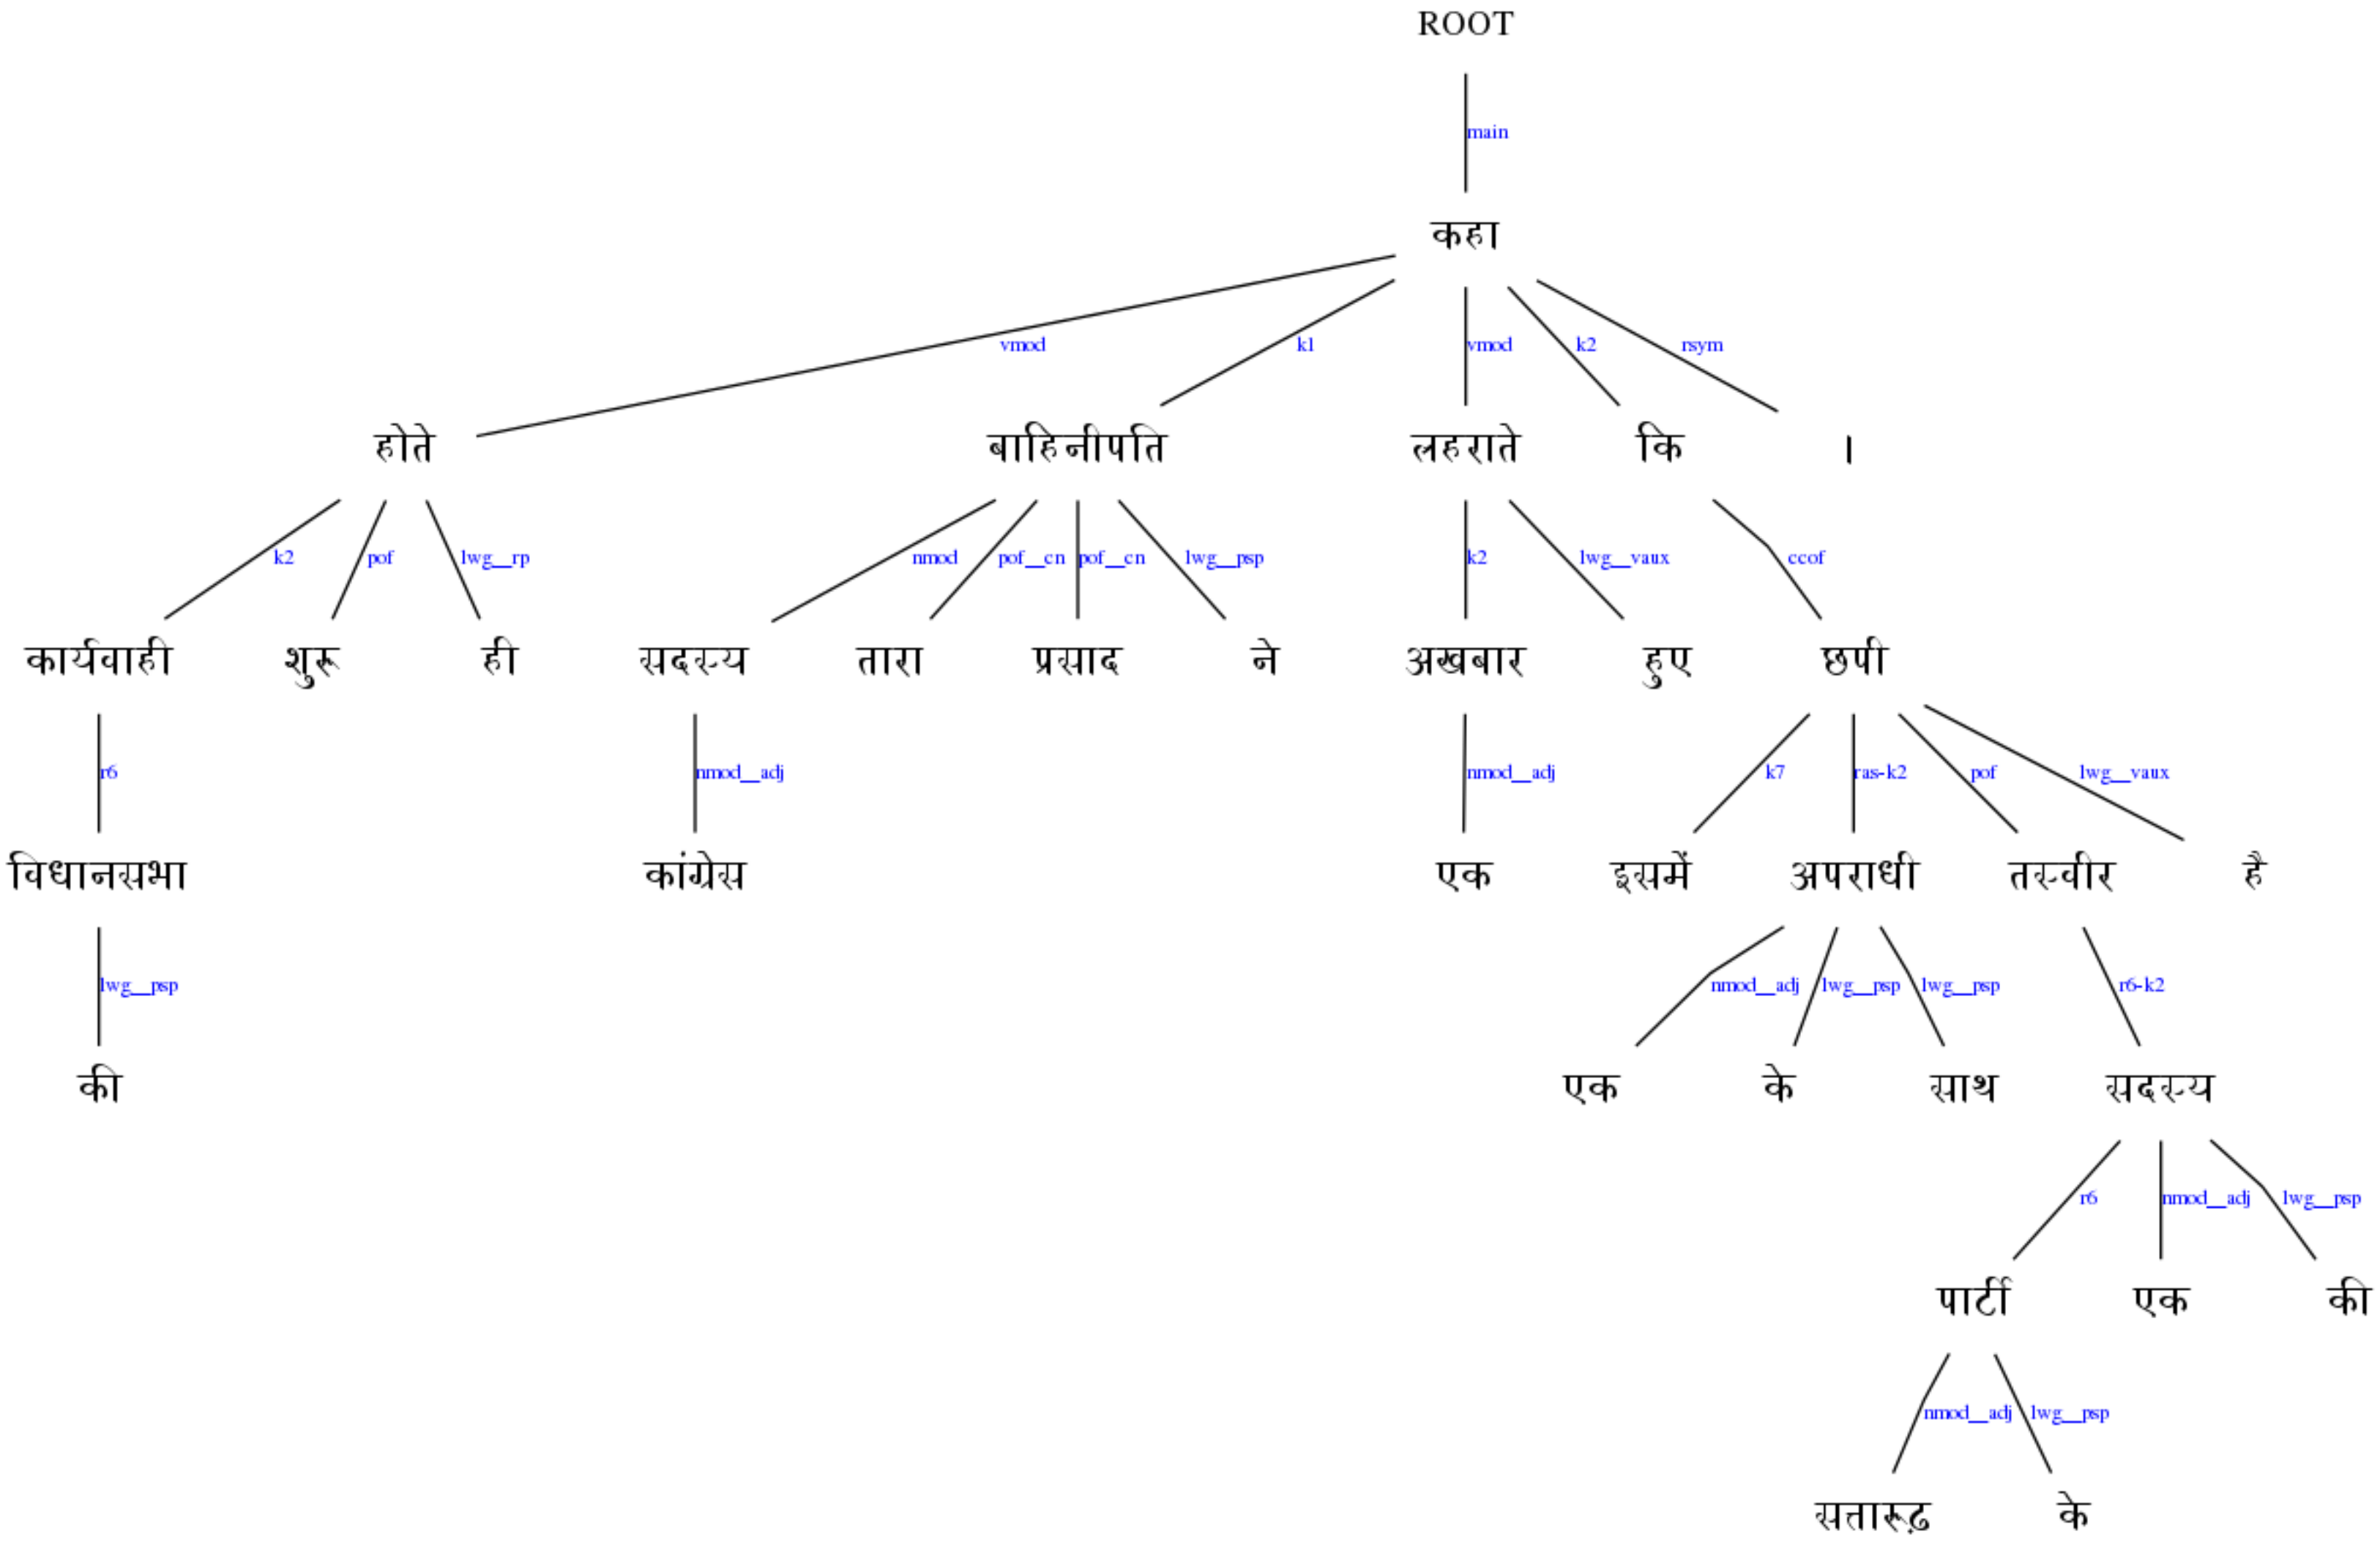 ROOT
main
कहा
vmod k1 vmod k2 rsym
होते बाहिनीपति लहराते कि ।
k2 pof lwg__rp nmod pof__cn pof__cn lwg__psp k2 lwg__vaux ccof
कार्यवाही शुरू ही सदस्य तारा प्रसाद ने अखबार हुए छपी
r6 nmod__adj nmod__adj k7 ras-k2 pof lwg__vaux
विधानसभा कांग्रेस एक इसमें अपराधी तस्वीर है
lwg__psp nmod__adj lwg__psp lwg__psp r6-k2
की एक के साथ सदस्य
r6 nmod__adj lwg__psp
पार्टी एक की
nmod__adj lwg__psp
सत्तारूढ़ के